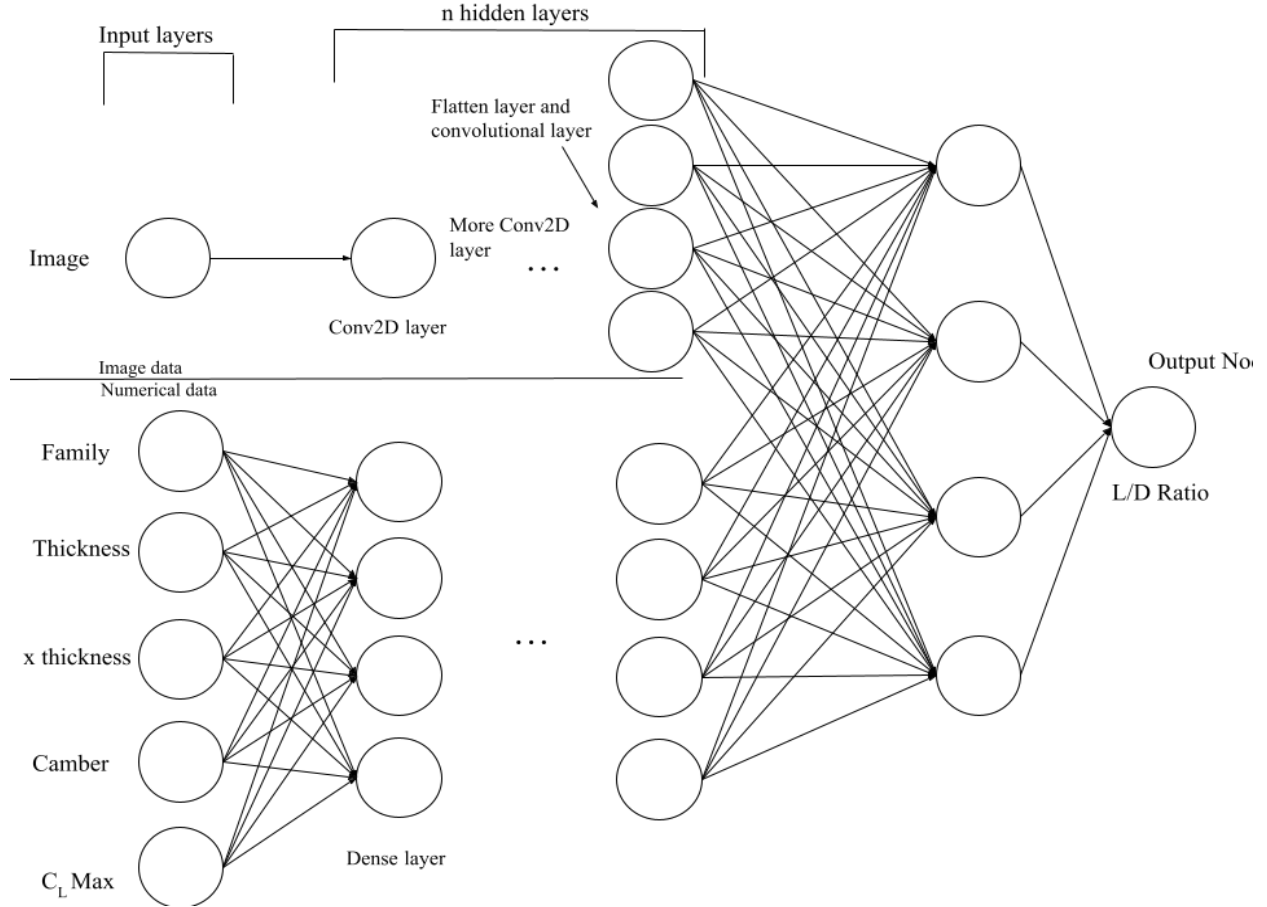 n hidden layers
Input layers
Flatten layer and
convolutional layer
More Conv2D
layer
Image
...
Conv2D layer
Image data
Numerical data
Output No
Family
L/D Ratio
Thickness
...
x thickness
Camber
Dense layer
C_L Max